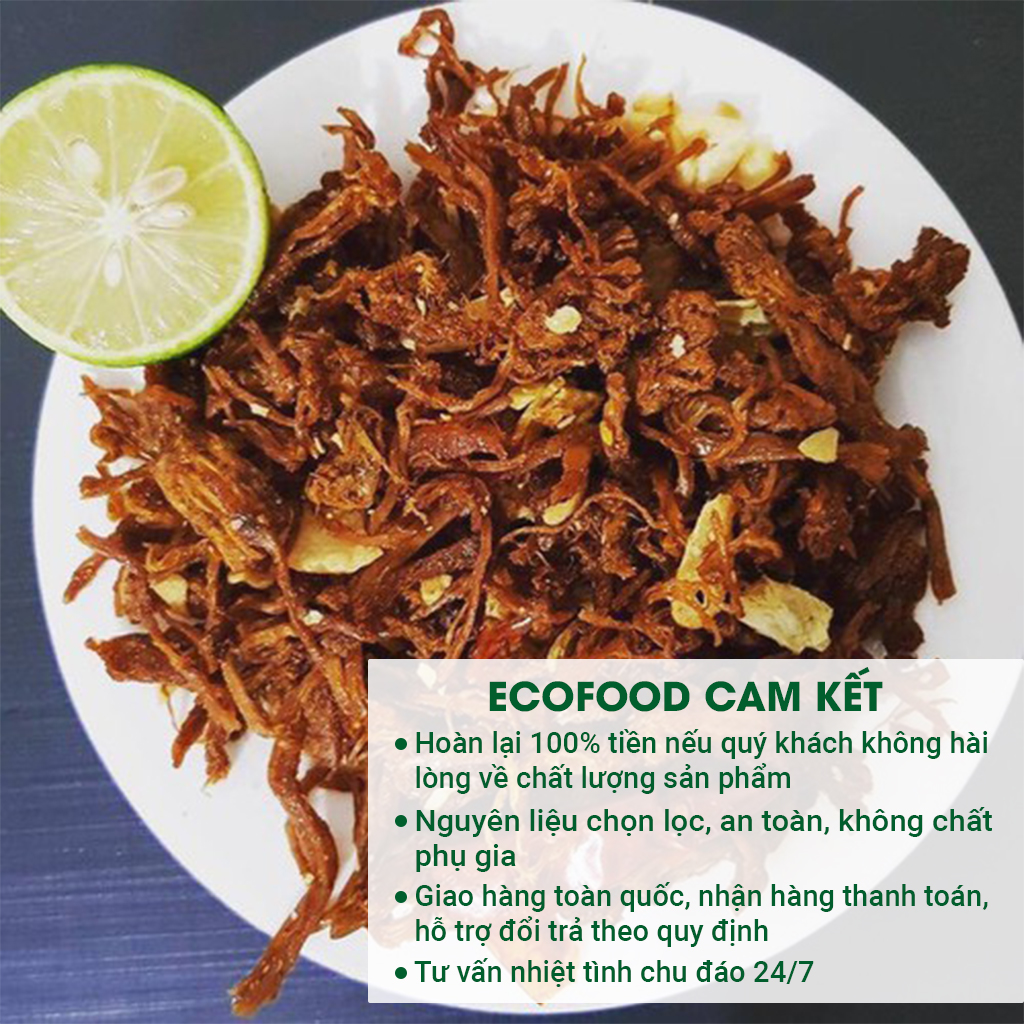 ECOFOOD CAM KẾT
• Hoàn lại 100% tiền nếu quý khách không hài
lòng về chất lượng sản phẩm
• Nguyên liệu chọn lọc, an toàn, không chất
phụ gia
• Giao hàng toàn quốc, nhận hàng thanh toán,
hỗ trợ đổi trả theo quy định
• Tư vấn nhiệt tình chu đáo 24/7